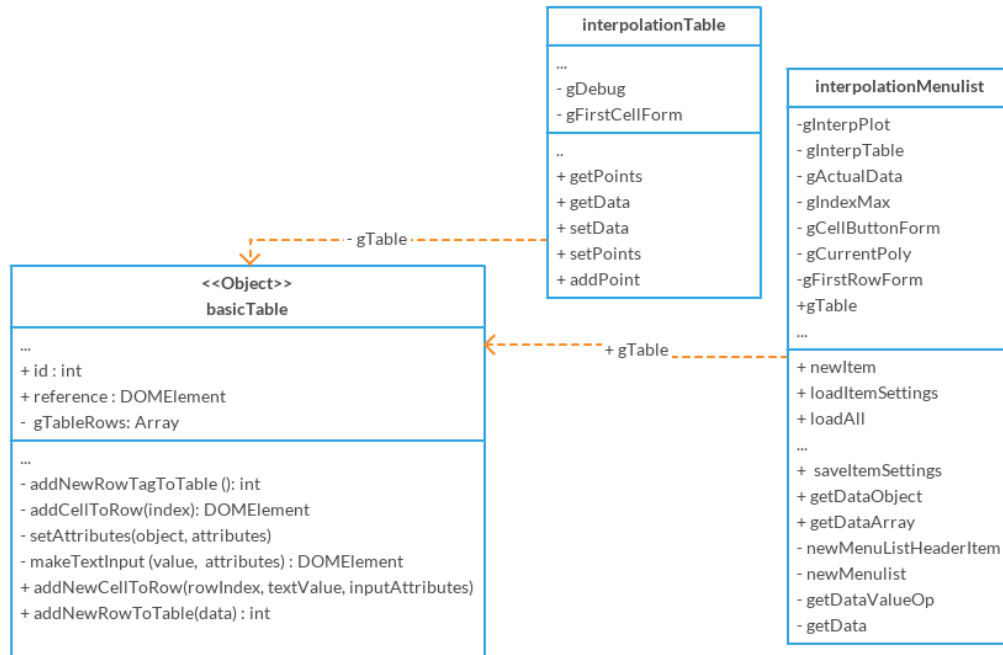 interpolationTable
...
- gDebug
- gFirstCellForm
..
+ getPoints
+ getData
+ setData
+ setPoints
+ addPoint
interpolationMenulist
-gInterpPlot
- gInterpTable
- gActualData
- gIndexMax
- gCellButtonForm
- gCurrentPoly
-gFirstRowForm
+gTable
...
+ newItem
+ loadItemSettings
+ loadAll
...
+ saveItemSettings
+ getDataObject
+ getDataArray
- newMenuListHeaderItem
- newMenulist
- getDataValueOp
- getData
- gTable
+ gTable
<<Object>>
basicTable
...
+ id : int
+ reference : DOMElement
- gTableRows: Array
...
- addNewRowTagToTable (): int
- addCellToRow(index): DOMElement
- setAttributes(object, attributes)
- makeTextInput (value, attributes) : DOMElement
+ addNewCellToRow(rowIndex, textValue, inputAttributes)
+ addNewRowToTable(data) : int